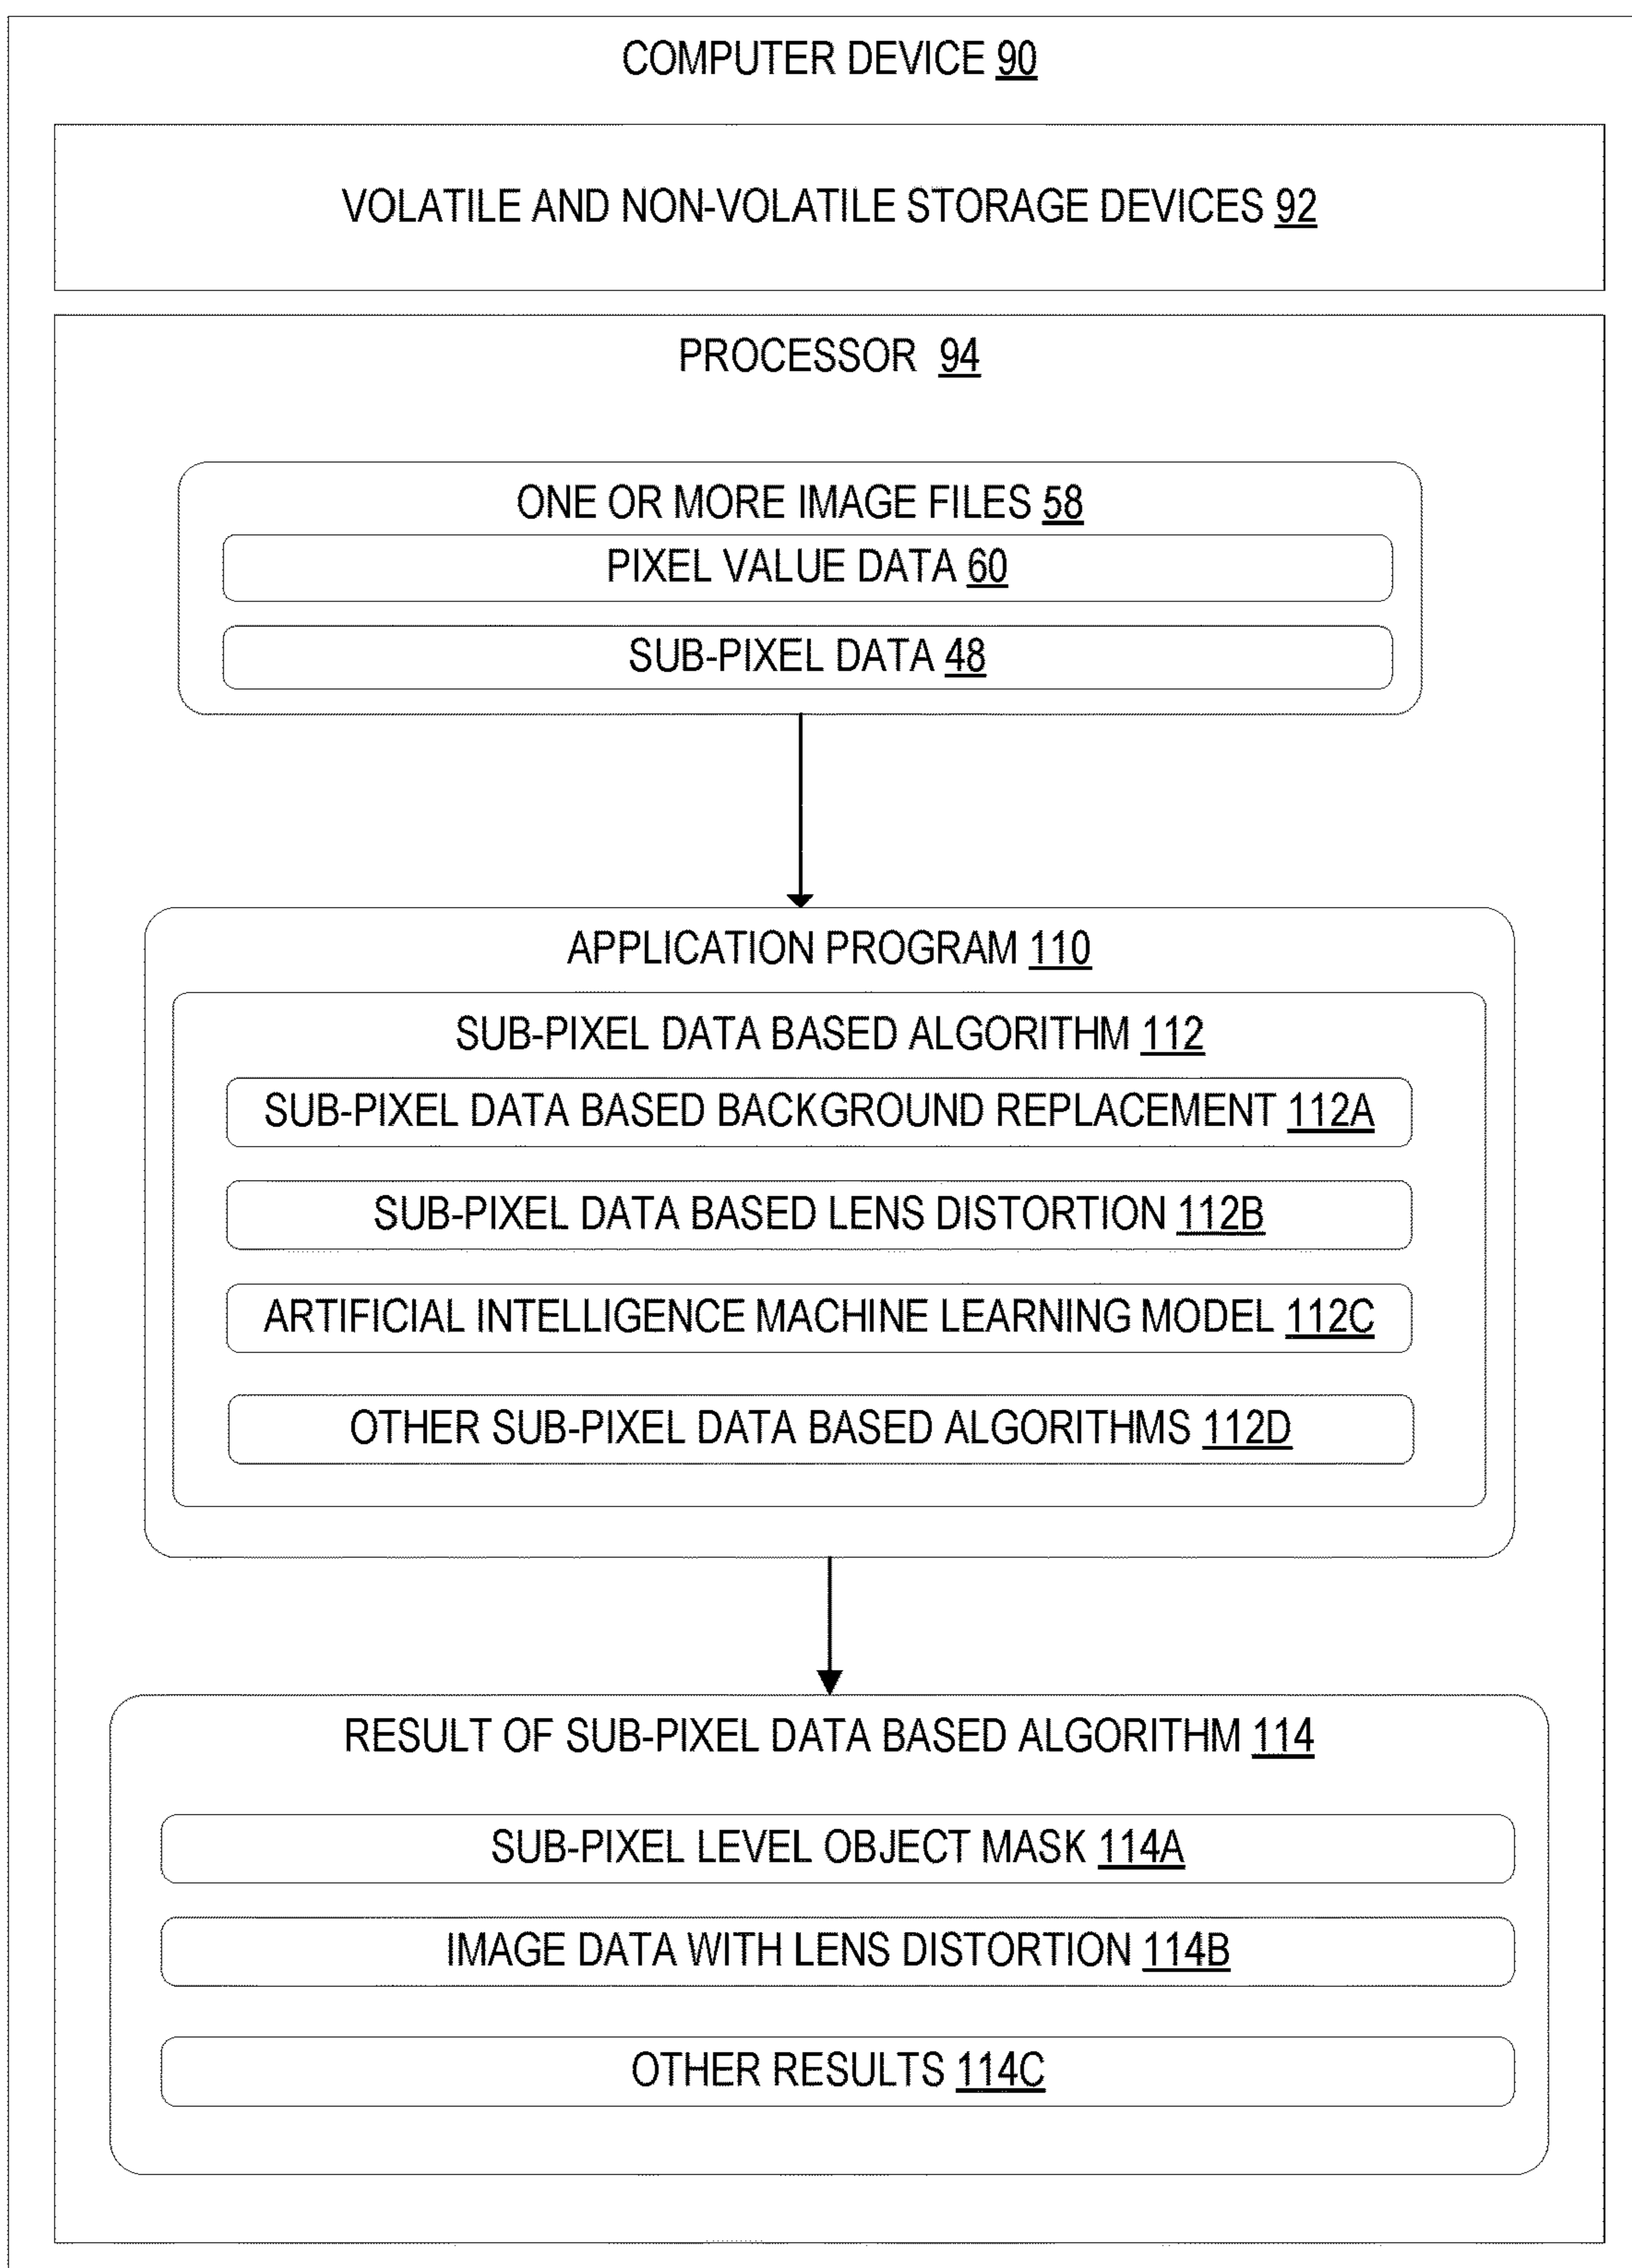 COMPUTER DEVICE 90
VOLATILE AND NON-VOLATILE STORAGE DEVICES 92
PROCESSOR 94
ONE OR MORE IMAGE FILES 58
PIXEL VALUE DATA 60
SUB-PIXEL DATA 48
APPLICATION PROGRAM 110
SUB-PIXEL DATA BASED ALGORITHM 112
SUB-PIXEL DATA BASED BACKGROUND REPLACEMENT 112A
SUB-PIXEL DATA BASED LENS DISTORTION 112B
ARTIFICIAL INTELLIGENCE MACHINE LEARNING MODEL 112C
OTHER SUB-PIXEL DATA BASED ALGORITHMS 112D
RESULT OF SUB-PIXEL DATA BASED ALGORITHM 114
SUB-PIXEL LEVEL OBJECT MASK 114A
IMAGE DATA WITH LENS DISTORTION 114B
OTHER RESULTS 114C